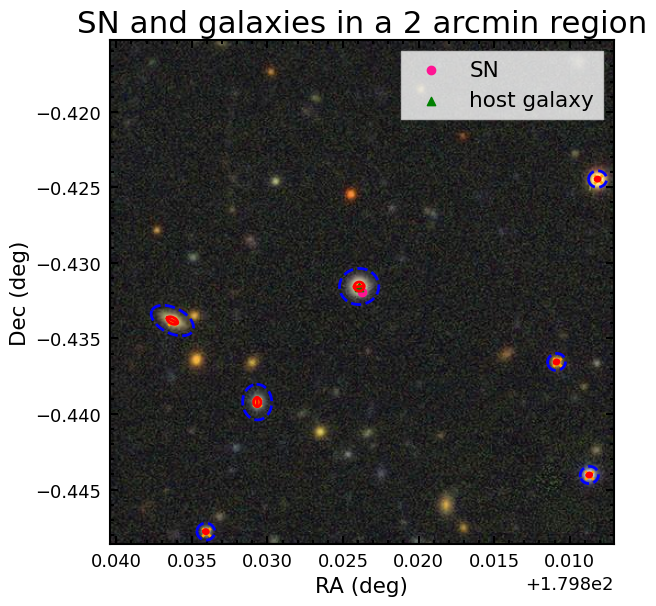 SN and galaxies in a 2 arcmin region
SN
host galaxy
−0.420
−0.425
−0.430
−0.435
−0.440
−0.445
Dec (deg)
0.040 0.035 0.030 0.025 0.020 0.015 0.010
RA (deg)
+1.798e2